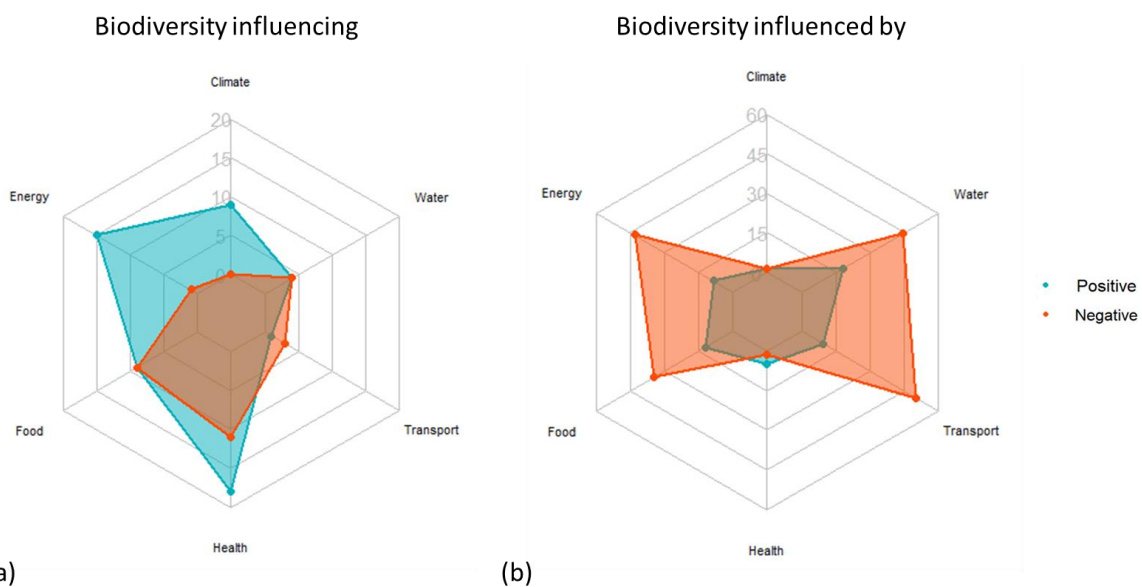 Biodiversity influencing
Biodiversity influenced by
Climate
20
15
10
5
0
Energy
Water
Food
Transport
Health
a)
Climate
60
45
30
15
0
Energy
Water
Food
Transport
Health
(b)
Positive
Negative